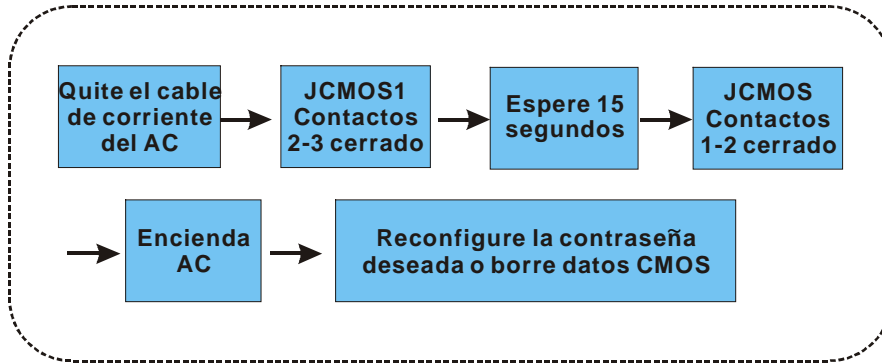 Quite el cable
de corriente
del AC
JCMOS1
Contactos
2-3 cerrado
Espere 15
segundos
JCMOS
Contactos
1-2 cerrado
Encienda
AC
Reconfigure la contraseña
deseada o borre datos CMOS